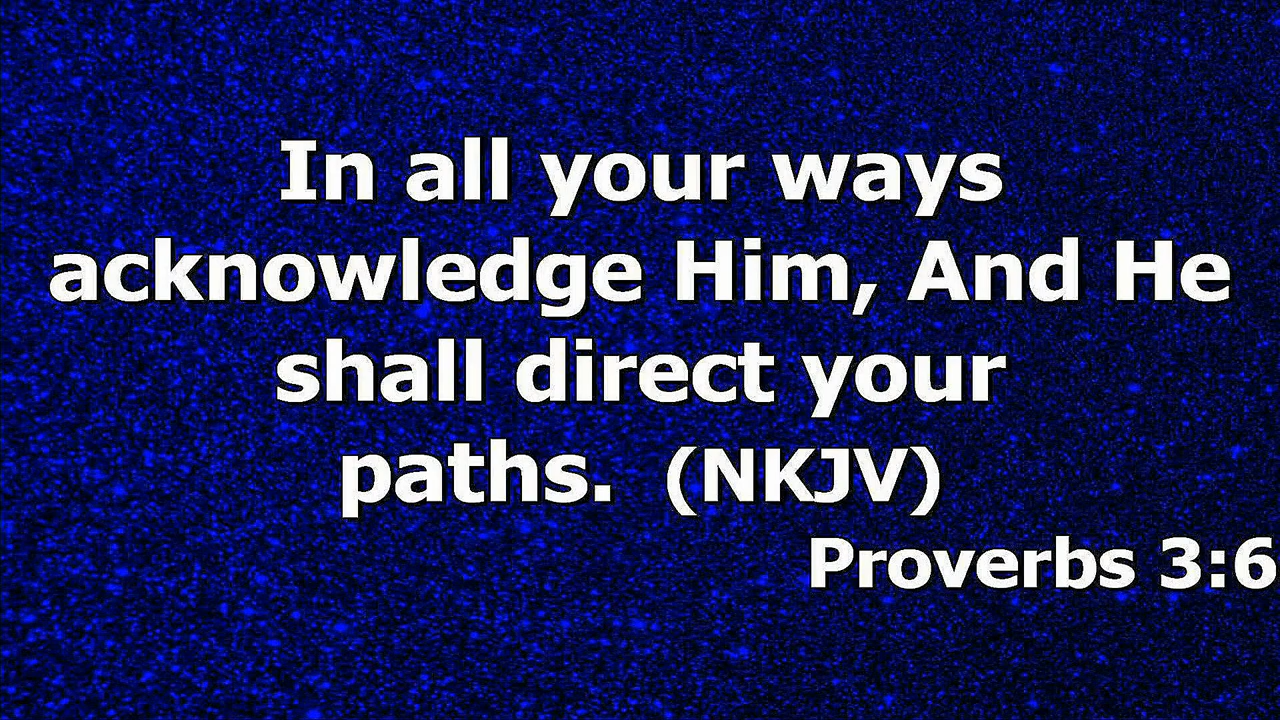 In all your ways
acknowledge Him, And He
shall direct your
paths. (NKJV)
Proverbs 3:6